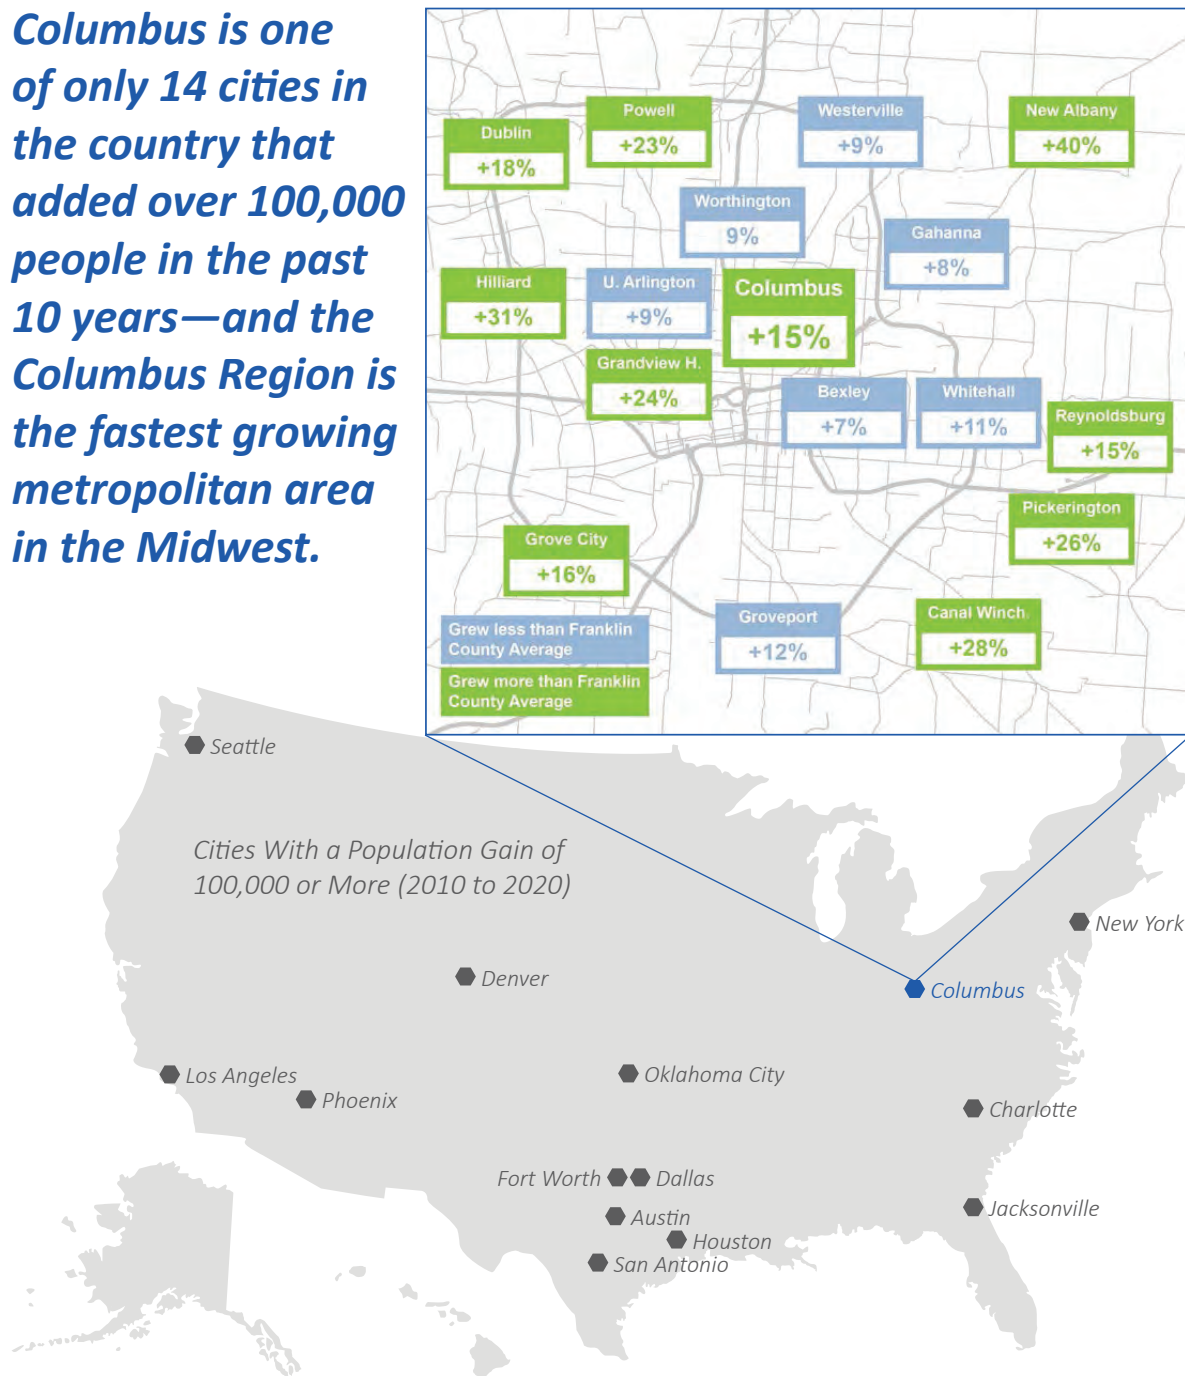 Columbus is one
of only 14 cities in
the country that
added over 100,000
people in the past
10 years—and the
Columbus Region is
the fastest growing
metropolitan area
in the Midwest.
Powell
+23%
Westerville
+9%
New Albany
+40%
Dublin
+18%
Worthington
9%
Gahanna
+8%
Hilliard
+31%
U. Arlington
+9%
Columbus
+15%
Grandview H.
+24%
Bexley
+7%
Whitehall
+11%
Reynoldsburg
+15%
Pickerington
+26%
Grove City
+16%
Groveport
+12%
Canal Winch.
+28%
Grew less than Franklin
County Average
Grew more than Franklin
County Average
Seattle
Cities With a Population Gain of
100,000 or More (2010 to 2020)
New York
Denver
Columbus
Los Angeles
Phoenix
Oklahoma City
Charlotte
Fort Worth
Dallas
Austin
Jacksonville
Houston
San Antonio